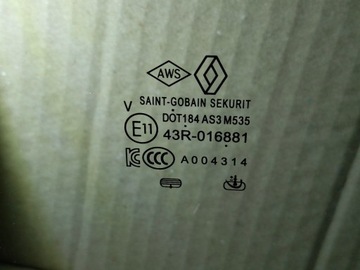 AWS
SAINT-GOBAIN SEKURIT
V
DOT184 AS3 M535
E11
43R-016881
CCC A004314